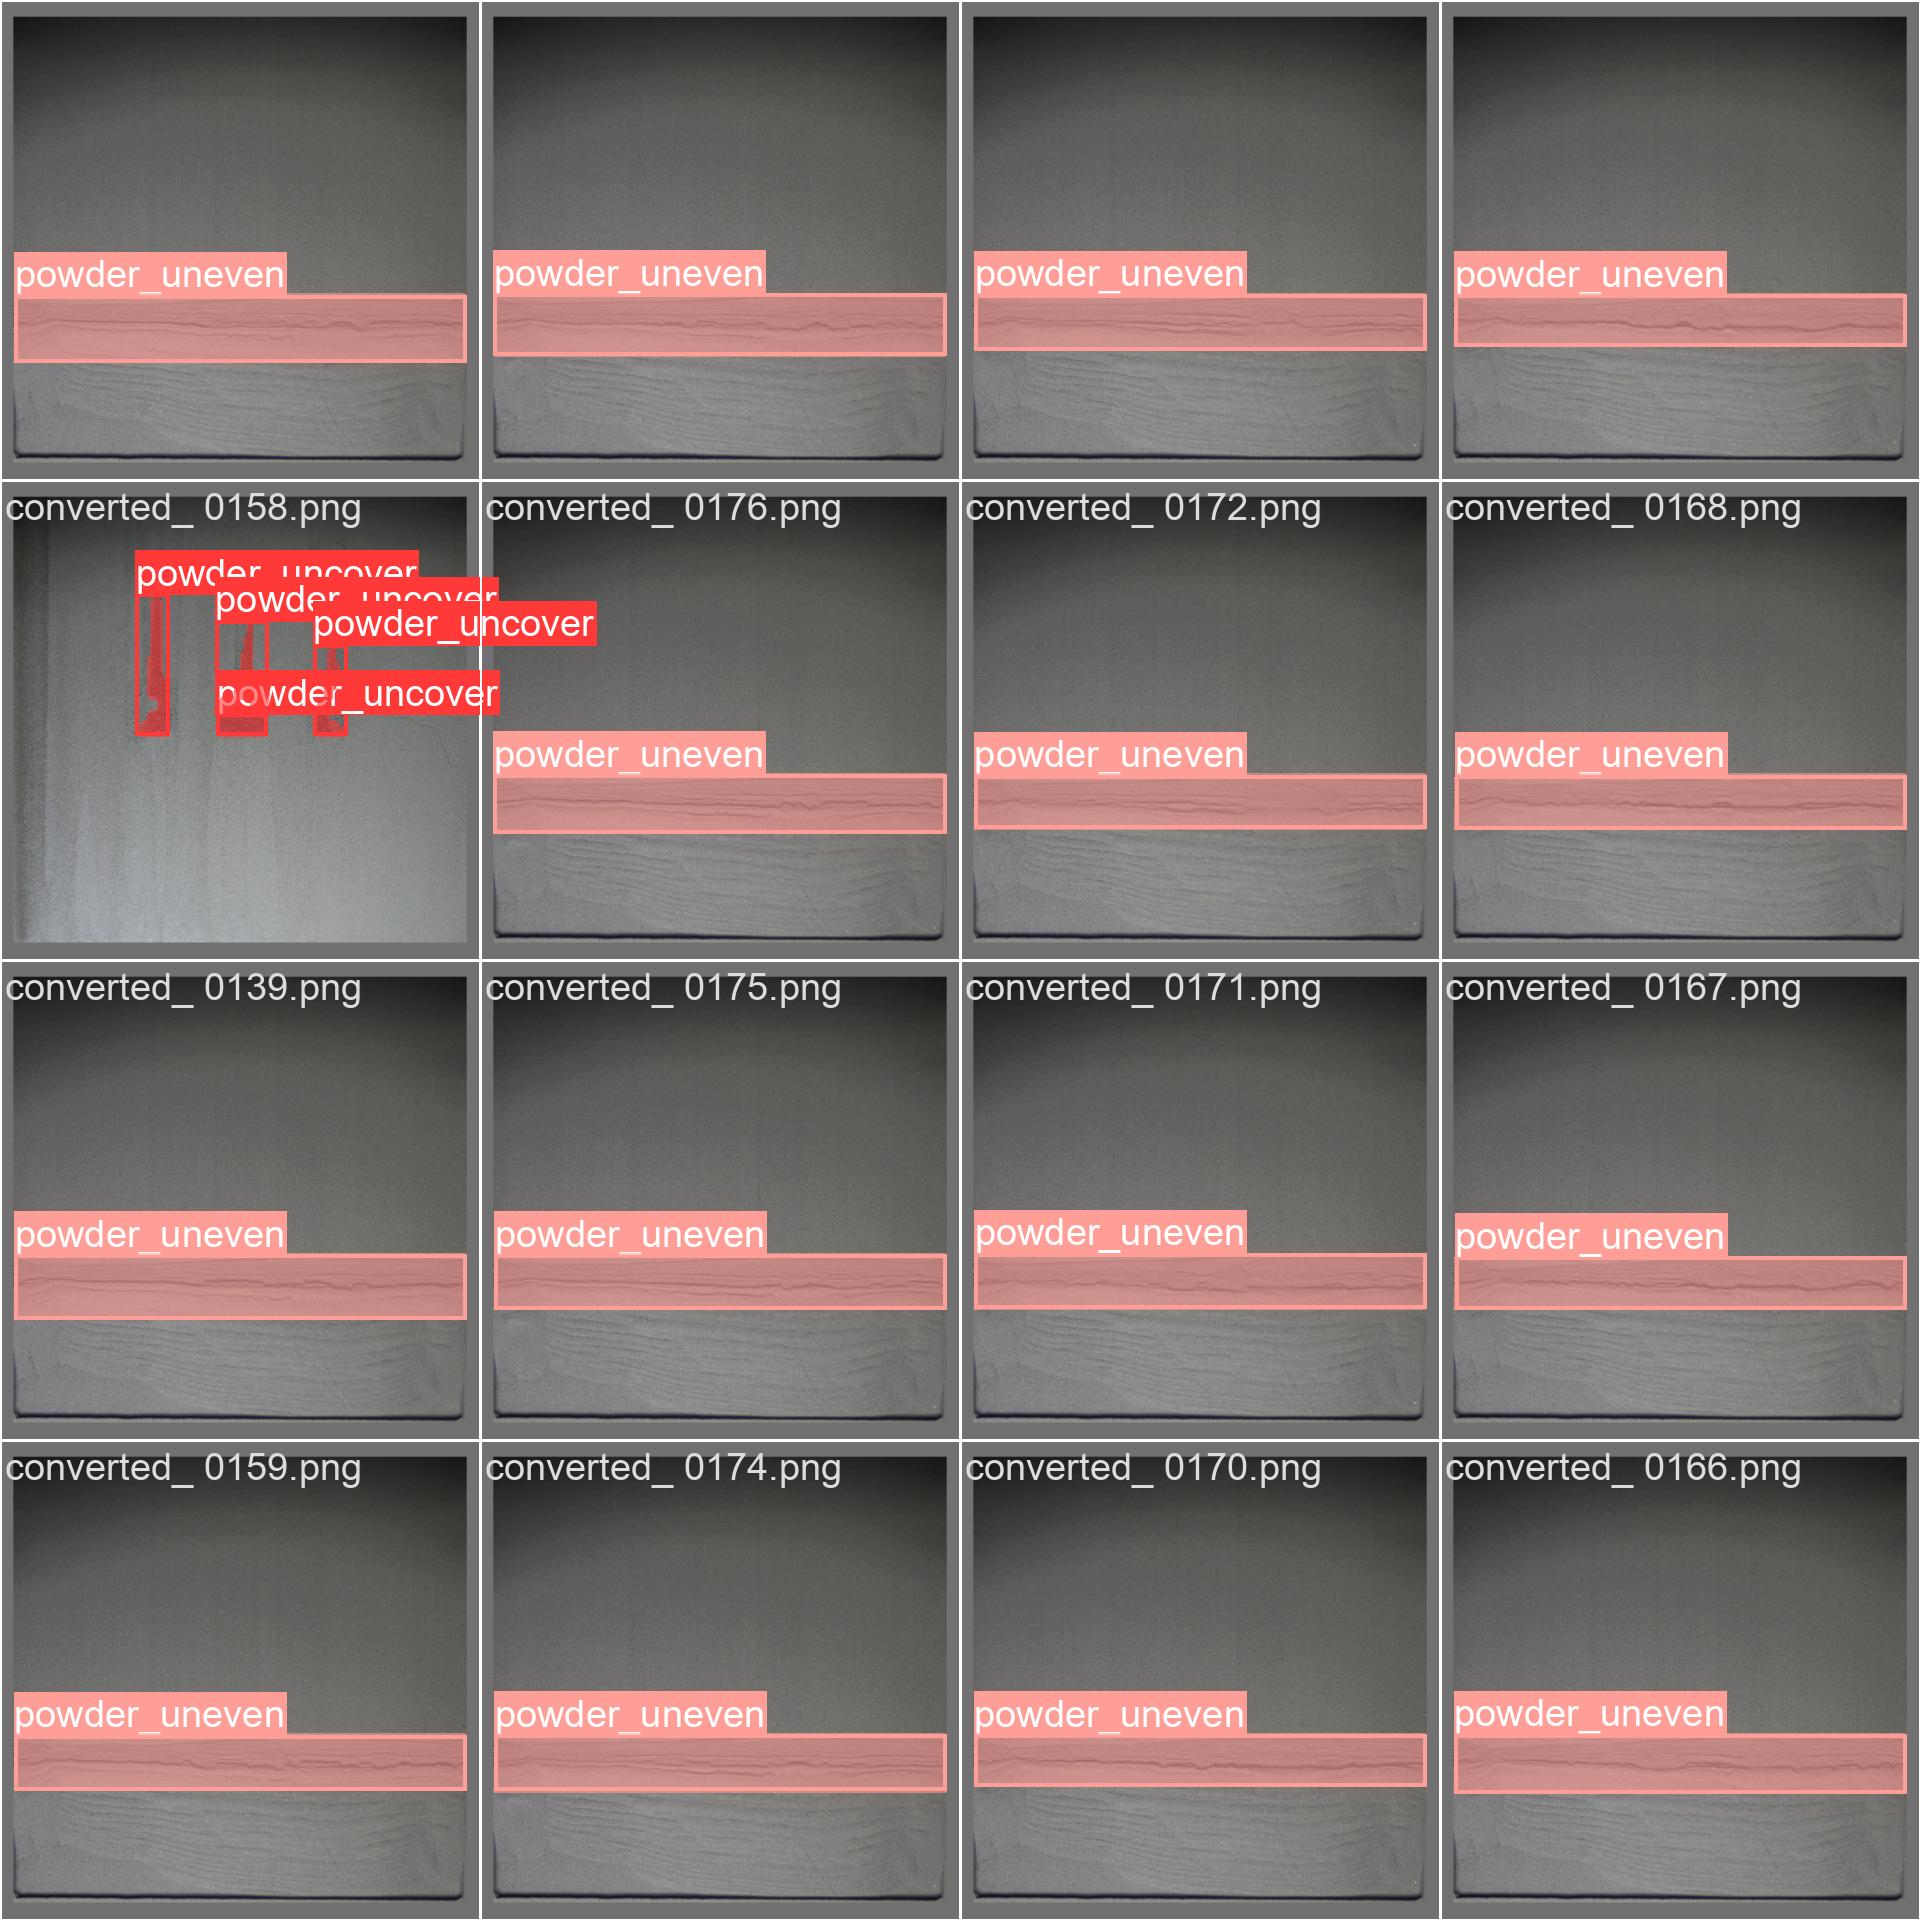 powder_uneven
powder_uneven
powder_uneven
powder_uneven
converted_ 0158.png
converted_ 0176.png
converted_ 0172.png
converted_ 0168.png
powder_uncover
powder_uncover
powder_uncover
powder_uncover
powder_uneven
powder_uneven
powder_uneven
converted_ 0139.png
converted_ 0175.png
converted_ 0171.png
converted_ 0167.png
powder_uneven
powder_uneven
powder_uneven
powder_uneven
converted_ 0159.png
converted_ 0174.png
converted_ 0170.png
converted_ 0166.png
powder_uneven
powder_uneven
powder_uneven
powder_uneven